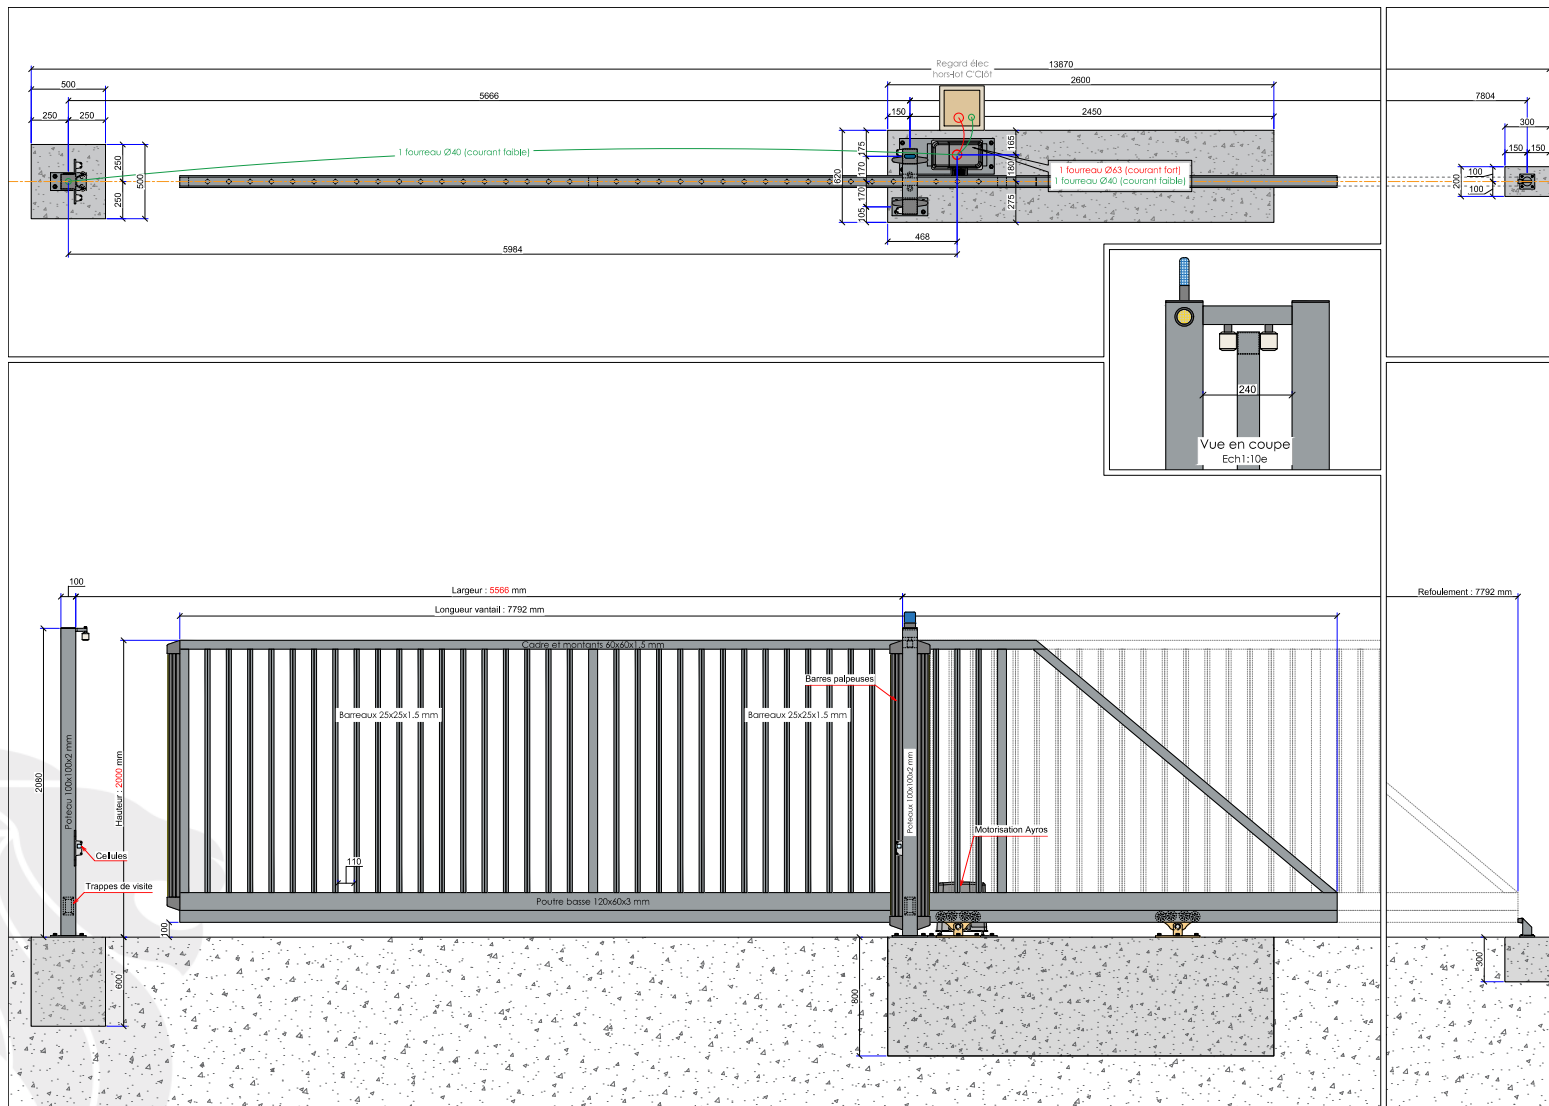 13870
Regard élec
hors-lot C'Clôt
500
2600
5666
7804
250
250
150
2450
300
150
150
1 fourreau Ø40 (courant faible)
250
500
250
175
170
620
170
105
165
160
275
1 fourreau Ø63 (courant fort)
1 fourreau Ø40 (courant faible)
100
200
100
468
5984
240
Vue en coupe
Ech1:10e
100
Largeur : 5566 mm
Refoulement : 7792 mm
Longueur vantail : 7792 mm
Cadre et montants 60x60x1,5 mm
Barres palpeuses
Barreaux 25x25x1.5 mm
Barreaux 25x25x1.5 mm
2080
Poteau 100x100x2 mm
Hauteur : 2000 mm
Poteaux 100x100x2 mm
Motorisation Ayros
Cellules
110
Trappes de visite
Poutre basse 120x60x3 mm
100
600
800
300